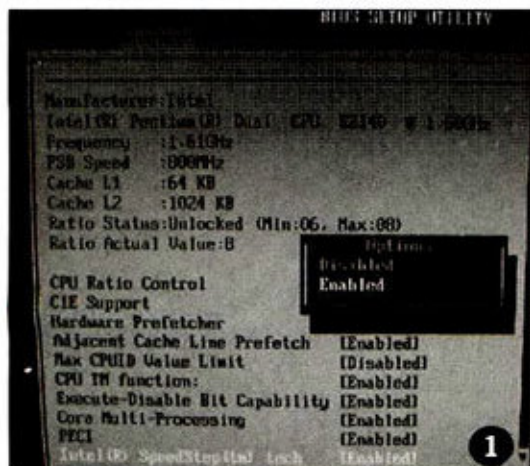 BIOS SETUP UTILITY
Manufacturer:Intel
Intel(R) Pentium(R) Dual CPU E2140 @ 1.60GHz
Frequency :1.61GHz
FSB Speed :800MHz
Cache L1 :64 KB
Cache L2 :1024 KB
Ratio Status:Unlocked (Min:06, Max:08)
Ratio Actual Value:8
Options
Disabled
Enabled
CPU Ratio Control
C1E Support
Hardware Prefetcher
Adjacent Cache Line Prefetch [Enabled]
Max CPUID Value Limit [Disabled]
CPU TM function: [Enabled]
Execute-Disable Bit Capability [Enabled]
Core Multi-Processing [Enabled]
PECI [Enabled]
Intel(R) SpeedStep(tm) tech [Enabled]
1